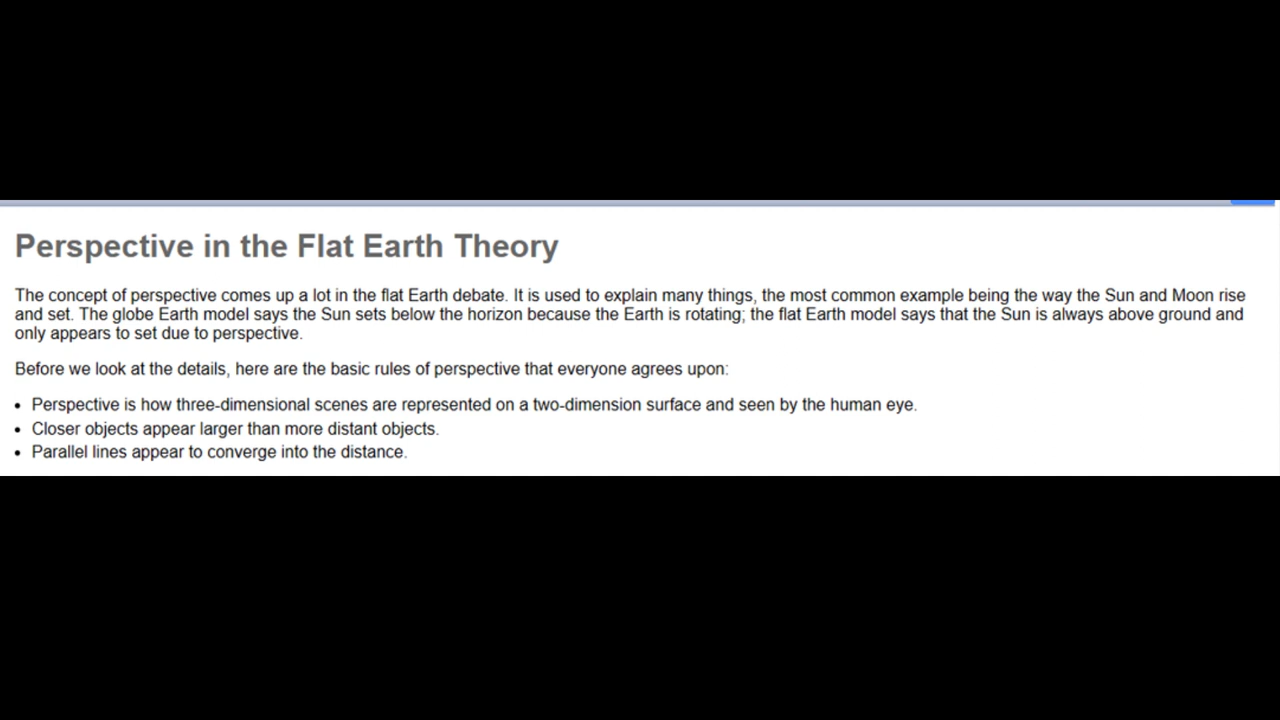 Perspective in the Flat Earth Theory
The concept of perspective comes up a lot in the flat Earth debate. It is used to explain many things, the most common example being the way the Sun and Moon rise
and set. The globe Earth model says the Sun sets below the horizon because the Earth is rotating; the flat Earth model says that the Sun is always above ground and
only appears to set due to perspective.
Before we look at the details, here are the basic rules of perspective that everyone agrees upon:
• Perspective is how three-dimensional scenes are represented on a two-dimension surface and seen by the human eye.
• Closer objects appear larger than more distant objects.
• Parallel lines appear to converge into the distance.